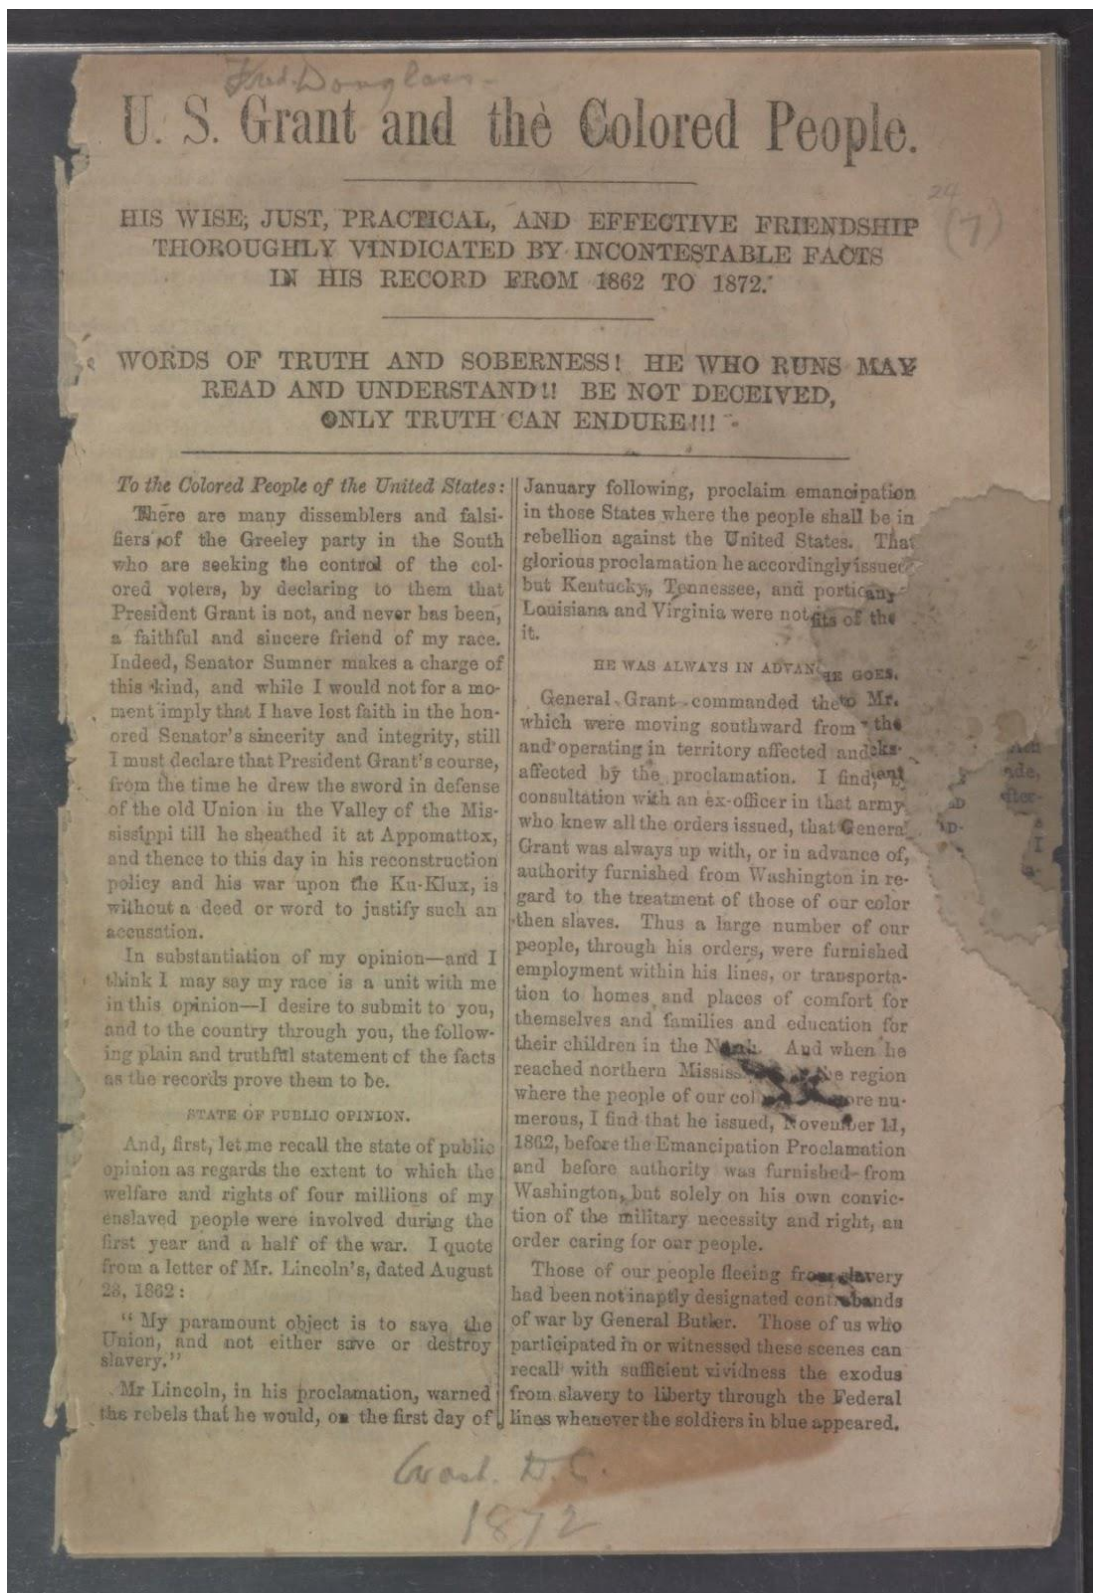 Fred. Douglass-
U. S. Grant and the Colored People.
24
(7)
HIS WISE, JUST, PRACTICAL, AND EFFECTIVE FRIENDSHIP
THOROUGHLY VINDICATED BY INCONTESTABLE FACTS
IN HIS RECORD FROM 1862 TO 1872.
WORDS OF TRUTH AND SOBERNESS! HE WHO RUNS MAY
READ AND UNDERSTAND!! BE NOT DECEIVED,
ONLY TRUTH CAN ENDURE!!!
To the Colored People of the United States:
There are many dissemblers and falsi-
fiers of the Greeley party in the South
who are seeking the control of the col-
ored voters, by declaring to them that
President Grant is not, and never has been,
a faithful and sincere friend of my race.
Indeed, Senator Sumner makes a charge of
this kind, and while I would not for a mo-
ment imply that I have lost faith in the hon-
ored Senator's sincerity and integrity, still
I must declare that President Grant's course,
from the time he drew the sword in defense
of the old Union in the Valley of the Mis-
sissippi till he sheathed it at Appomattox,
and thence to this day in his reconstruction
policy and his war upon the Ku-Klux, is
without a deed or word to justify such an
accusation.
In substantiation of my opinion—and I
think I may say my race is a unit with me
in this opinion—I desire to submit to you,
and to the country through you, the follow-
ing plain and truthful statement of the facts
as the records prove them to be.
STATE OF PUBLIC OPINION.
And, first, let me recall the state of public
opinion as regards the extent to which the
welfare and rights of four millions of my
enslaved people were involved during the
first year and a half of the war. I quote
from a letter of Mr. Lincoln's, dated August
23, 1862:
"My paramount object is to save the
Union, and not either save or destroy
slavery."
Mr Lincoln, in his proclamation, warned
the rebels that he would, on the first day of
January following, proclaim emancipation
in those States where the people shall be in
rebellion against the United States. That
glorious proclamation he accordingly issued
but Kentucky, Tennessee, and
Louisiana and Virginia were not fits of the
it.
HE WAS ALWAYS IN HE GOES.
General Grant commanded the to Mr.
which were moving southward from the
and operating in territory affected and
affected by the proclamation. I find,
consultation with an ex-officer in that army
who knew all the orders issued, that General
Grant was always up with, or in advance of,
authority furnished from Washington in re-
gard to the treatment of those of our color
then slaves. Thus a large number of our
people, through his orders, were furnished
employment within his lines, or transporta-
tion to homes and places of comfort for
themselves and families and education for
their children in the And when he
reached northern region
where the people of our nu-
merous, I find that he issued, November 11,
1862, before the Emancipation Proclamation
and before authority was furnished from
Washington, but solely on his own convic-
tion of the military necessity and right, an
order caring for our people.
Those of our people fleeing from slavery
had been not inaptly designated contrabands
of war by General Butler. Those of us who
participated in or witnessed these scenes can
recall with sufficient vividness the exodus
from slavery to liberty through the Federal
lines whenever the soldiers in blue appeared.
Wash. D.C.
1872